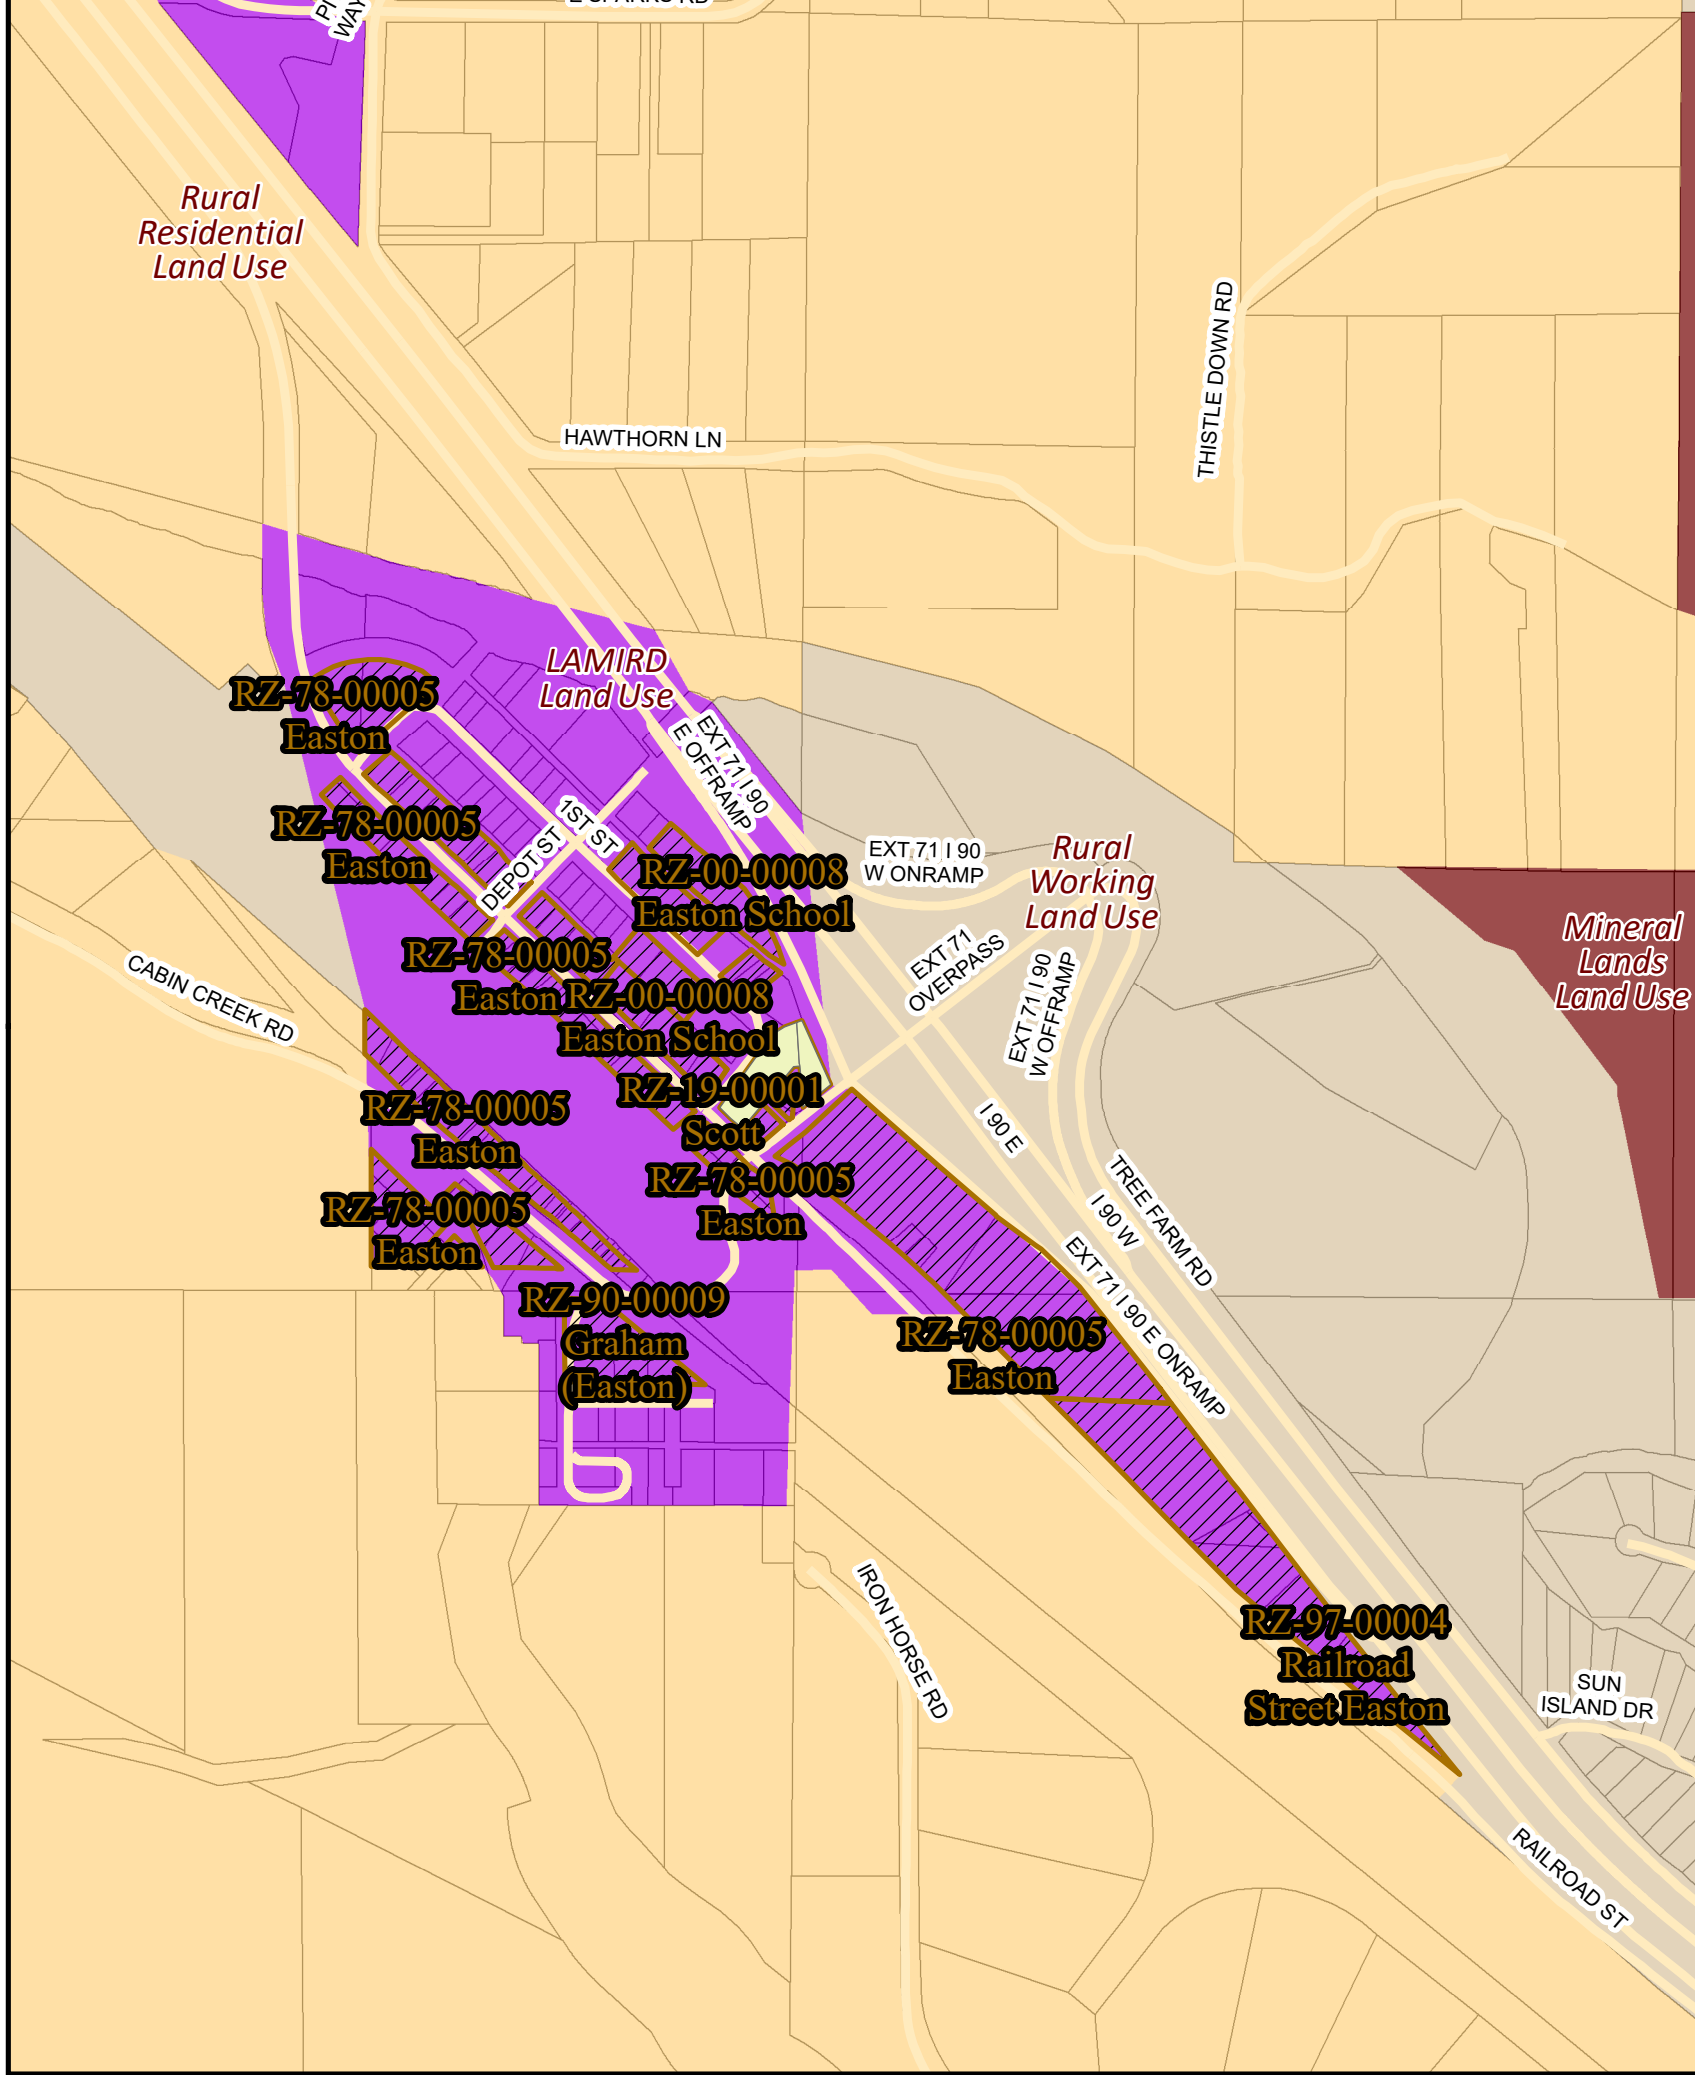 E SPARKS RD
WAY
Rural
Residential
Land Use
HAWTHORN LN
THISTLE DOWN RD
LAMIRD
Land Use
RZ-78-00005
Easton
EXT 71 I 90
E OFFRAMP
RZ-78-00005
Easton
1ST ST
DEPOT ST
RZ-00-00008
Easton School
EXT 71 I 90
W ONRAMP
Rural
Working
Land Use
Mineral
Lands
Land Use
EXT 71
OVERPASS
EXT 71 I 90
W OFFRAMP
CABIN CREEK RD
RZ-78-00005
Easton
RZ-00-00008
Easton School
RZ-19-00001
Scott
RZ-78-00005
Easton
I 90 E
RZ-78-00005
Easton
RZ-78-00005
Easton
I 90 W
TREE FARM RD
EXT 71 I 90 E ONRAMP
RZ-90-00009
Graham
(Easton)
RZ-78-00005
Easton
IRON HORSE RD
RZ-97-00004
Railroad
Street Easton
SUN
ISLAND DR
RAILROAD ST